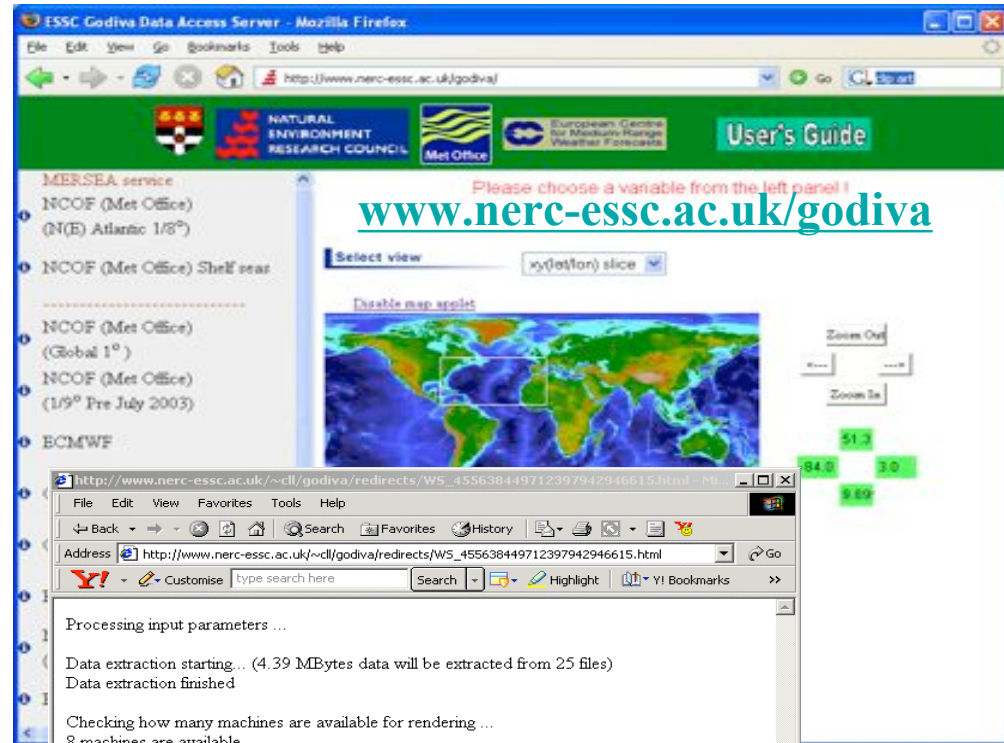 ESSC Godiva Data Access Server - Mozilla Firefox
File Edit View Go Bookmarks Tools Help
http://www.nerc-essc.ac.uk/godiva/ Go
NATURAL
ENVIRONMENT
RESEARCH COUNCIL
Met Office
European Centre
for Medium Range
Weather Forecasts
User's Guide
MERSEA service
NCOF (Met Office)
(N(E) Atlantic 1/8°)
NCOF (Met Office) Shelf seas
---------------------------
NCOF (Met Office)
(Global 1°)
NCOF (Met Office)
(1/9° Pre July 2003)
ECMWF
Please choose a variable from the left panel !
www.nerc-essc.ac.uk/godiva
Select view
xy(lat/lon) slice
Disable map applet
Zoom Out
<--- --->
Zoom In
51.3
-84.0 3.0
9.89
http://www.nerc-essc.ac.uk/~cll/godiva/redirects/WS_455638449712397942946615.html - Mi...
File Edit View Favorites Tools Help
Back Search Favorites History
Address http://www.nerc-essc.ac.uk/~cll/godiva/redirects/WS_455638449712397942946615.html Go
Y! Customise type search here Search Highlight Y! Bookmarks >>
Processing input parameters ...
Data extraction starting... (4.39 MBytes data will be extracted from 25 files)
Data extraction finished
Checking how many machines are available for rendering ...
8 machines are available